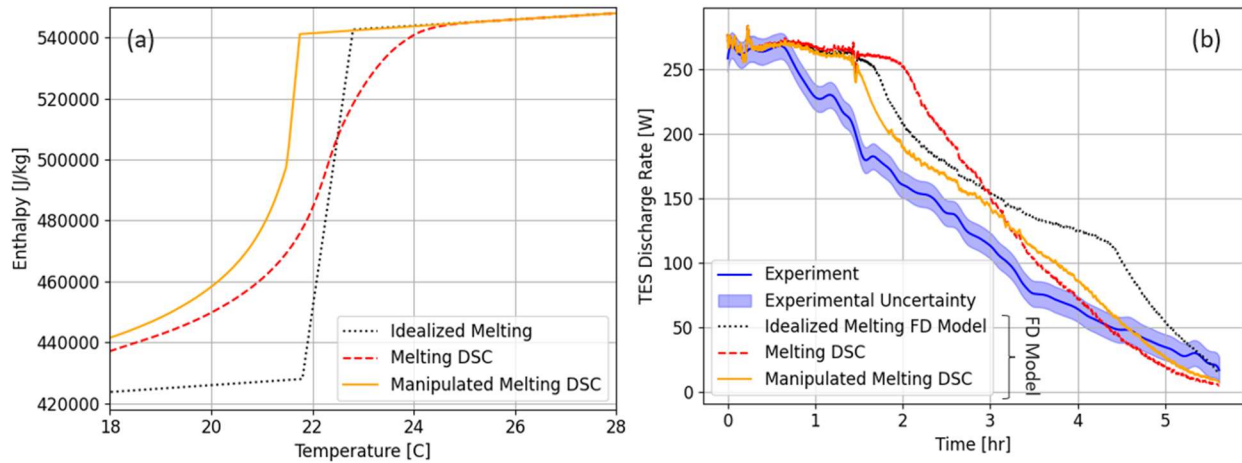 (a)
540000
520000
500000
480000
460000
440000
420000
Enthalpy [J/kg]
18
20
22
24
26
28
Temperature [C]
Idealized Melting
Melting DSC
Manipulated Melting DSC
(b)
250
200
150
100
50
0
TES Discharge Rate [W]
0
1
2
3
4
5
Time [hr]
Experiment
Experimental Uncertainty
Idealized Melting FD Model
Melting DSC
Manipulated Melting DSC
FD Model